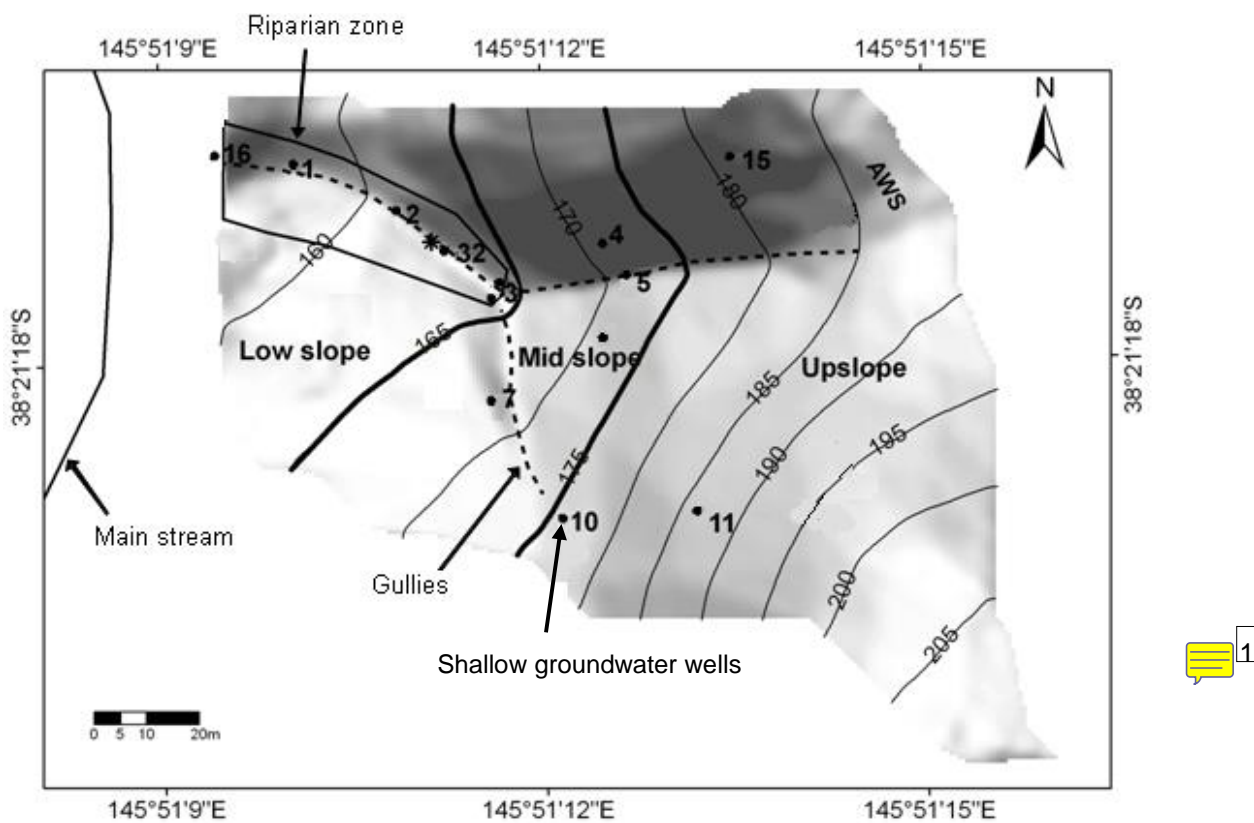 Riparian zone
145°51'9"E
145°51'12"E
145°51'15"E
N
16
1
15
AWS
180
2
170
4
160
32
5
3
38°21'18"S
38°21'18"S
165
Low slope
Mid slope
Upslope
185
7
195
190
175
10
11
Main stream
Gullies
200
205
Shallow groundwater wells
1
0 5 10 20m
145°51'9"E
145°51'12"E
145°51'15"E